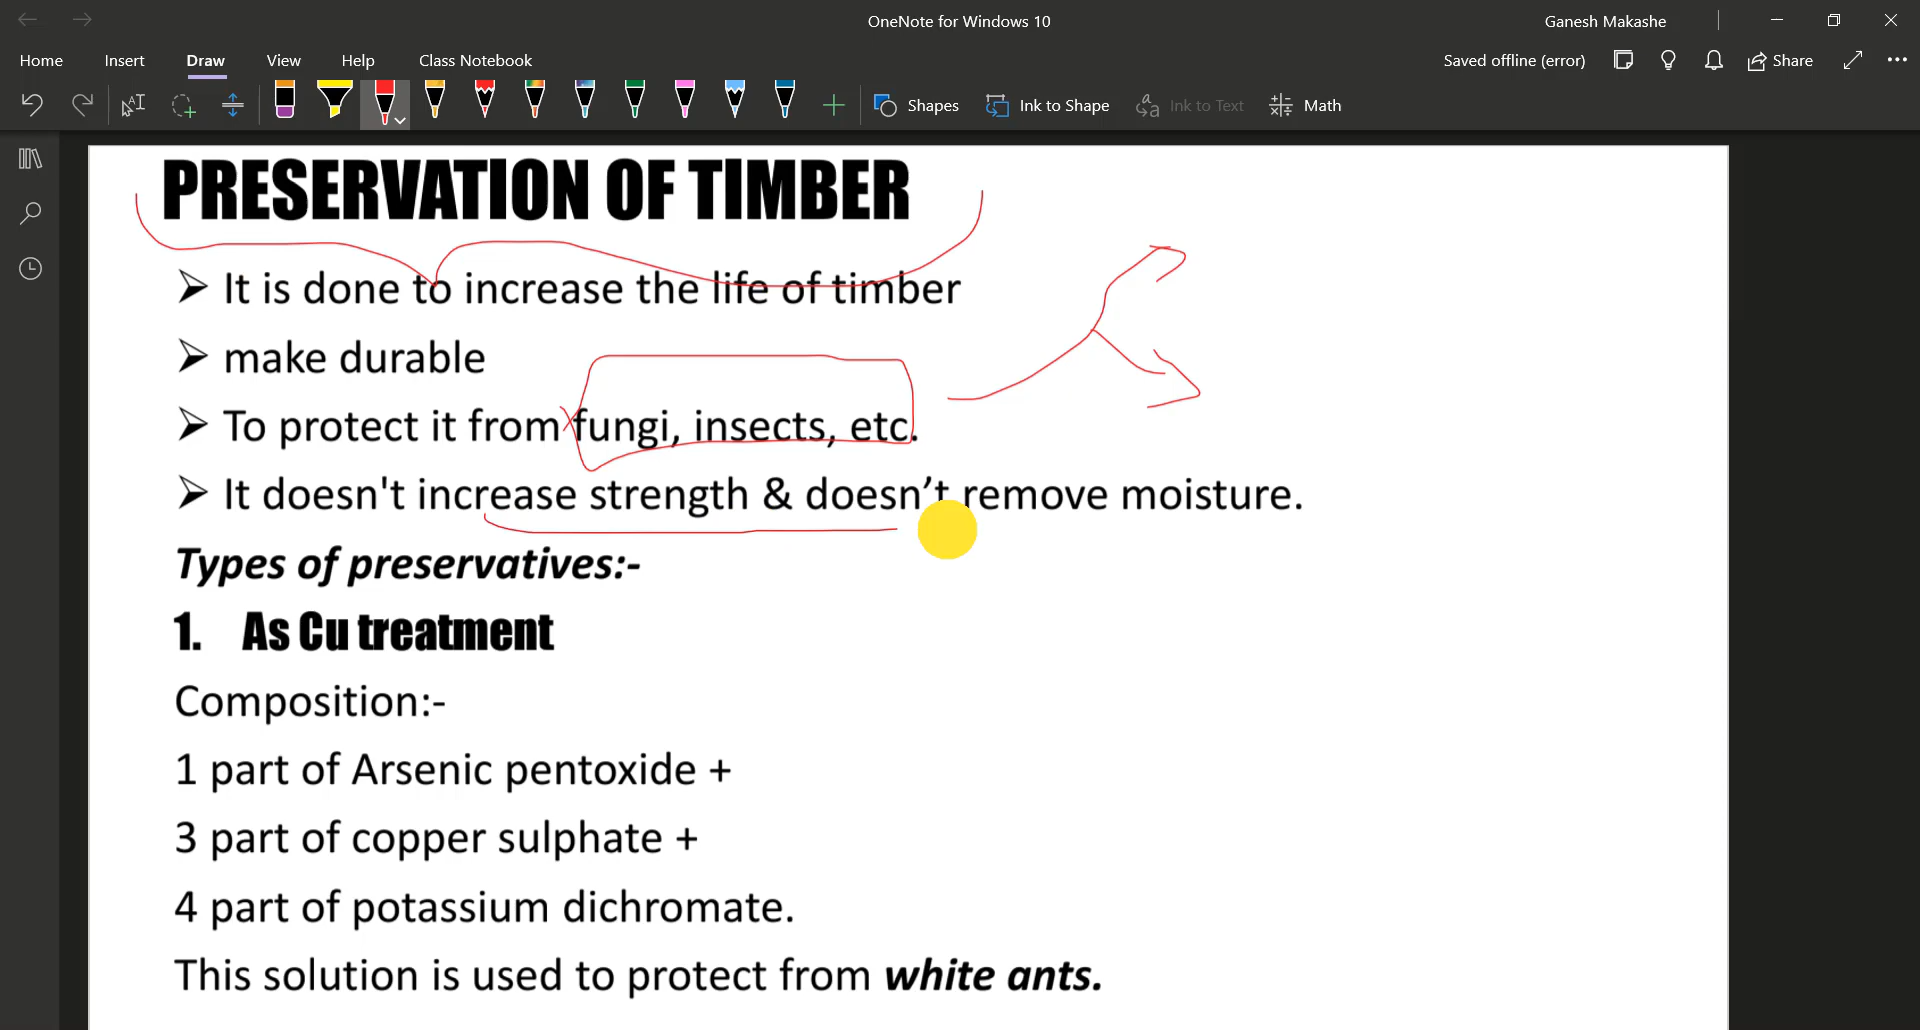 OneNote for Windows 10
Ganesh Makashe
Home Insert Draw View Help Class Notebook
Saved offline (error) Share
Shapes Ink to Shape Ink to Text Math
PRESERVATION OF TIMBER
➤ It is done to increase the life of timber
➤ make durable
➤ To protect it from fungi, insects, etc.
➤ It doesn't increase strength & doesn’t remove moisture.
Types of preservatives:-
1. As Cu treatment
Composition:-
1 part of Arsenic pentoxide +
3 part of copper sulphate +
4 part of potassium dichromate.
This solution is used to protect from white ants.